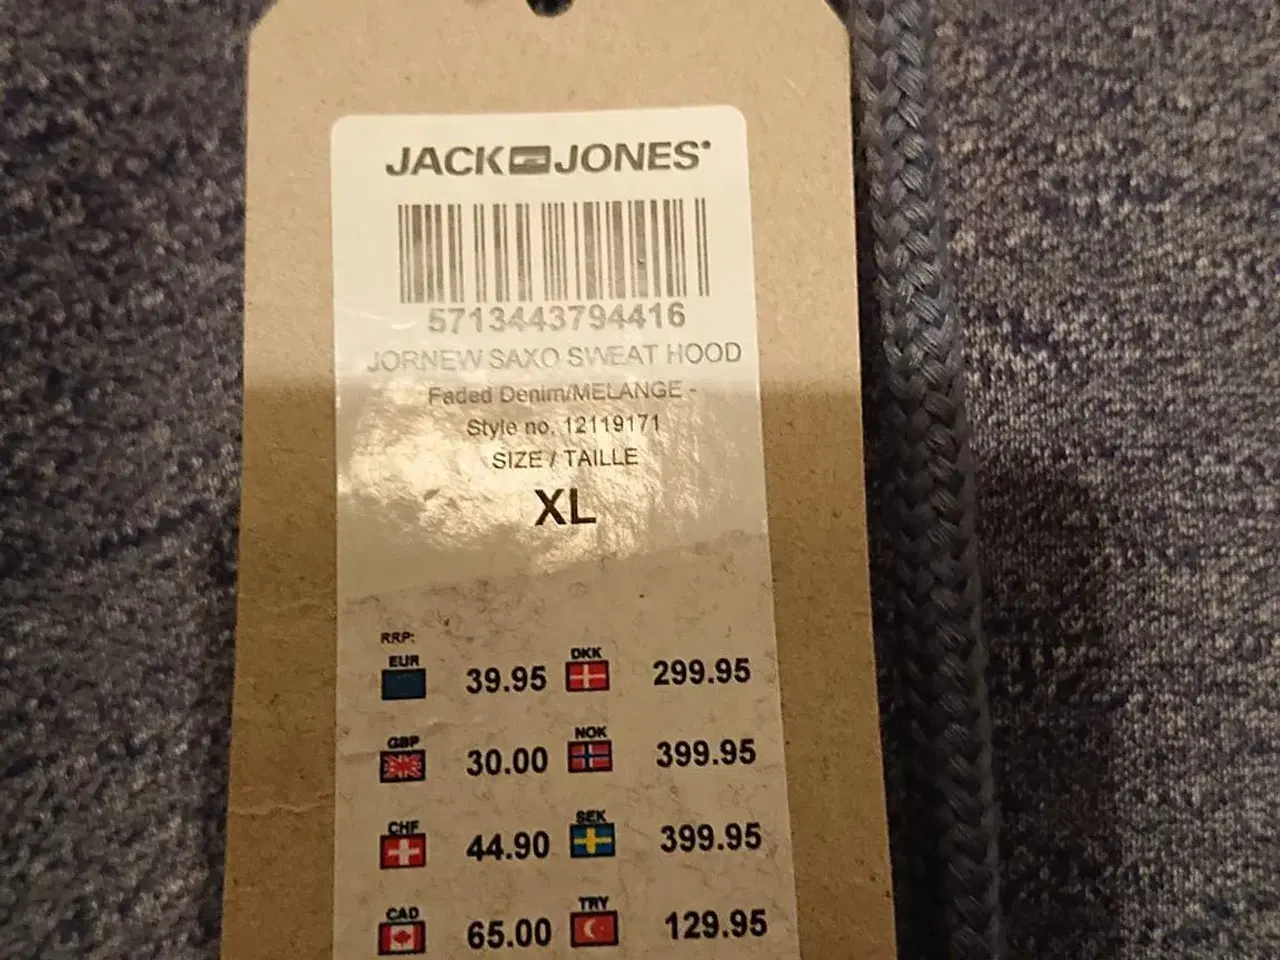 JACK JONES
5713443794416
JORNEW SAXO SWEAT HOOD
Faded Denim/MELANGE -
Style no. 12119171
SIZE / TAILLE
XL
RRP:
EUR 39.95 DKK 299.95
GBP 30.00 NOK 399.95
CHF 44.90 SEK 399.95
CAD 65.00 TRY 129.95